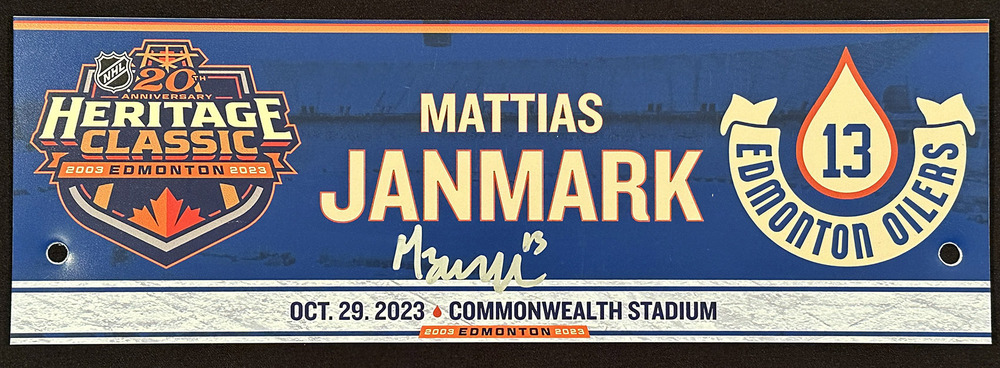 NHL
20TH
ANNIVERSARY
HERITAGE
CLASSIC
2003 EDMONTON 2023
MATTIAS
JANMARK
13
13
EDMONTON OILERS
OCT. 29. 2023 COMMONWEALTH STADIUM
2003 EDMONTON 2023